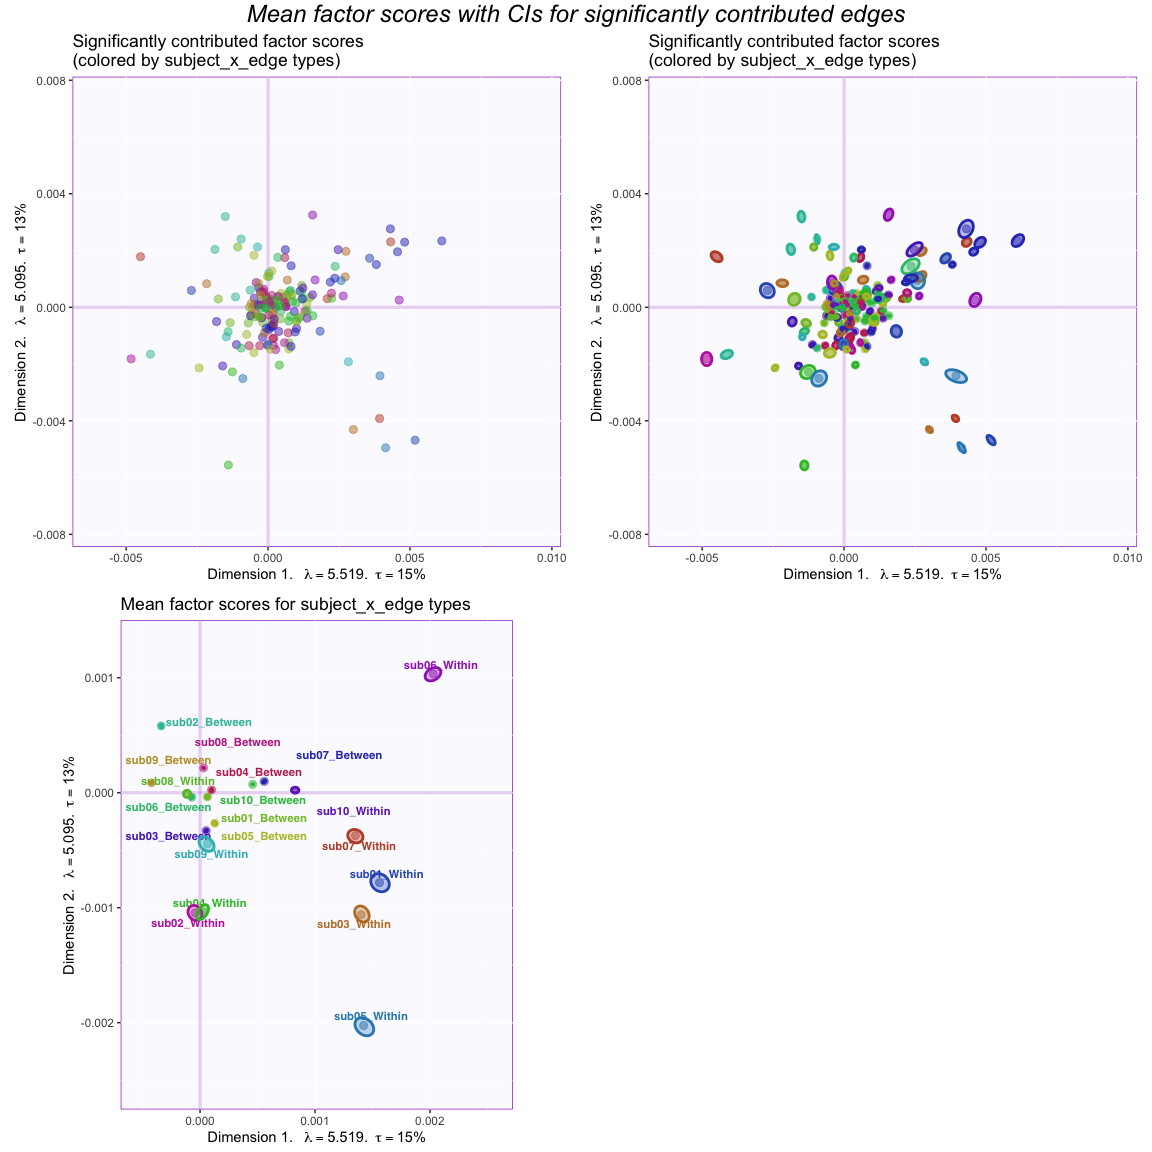 Mean factor scores with CIs for significantly contributed edges
Significantly contributed factor scores
(colored by subject_x_edge types)
0.008
0.004
0.000
-0.004
-0.008
Dimension 2. λ = 5.095. τ = 13%
-0.005
0.000
0.005
0.010
Dimension 1. λ = 5.519. τ = 15%
Significantly contributed factor scores
(colored by subject_x_edge types)
0.008
0.004
0.000
-0.004
-0.008
Dimension 2. λ = 5.095. τ = 13%
-0.005
0.000
0.005
0.010
Dimension 1. λ = 5.519. τ = 15%
Mean factor scores for subject_x_edge types
0.001
0.000
-0.001
-0.002
Dimension 2. λ = 5.095. τ = 13%
sub06_Within
sub02_Between
sub08_Between
sub07_Between
sub09_Between
sub04_Between
sub08_Within
sub10_Between
sub06_Between
sub10_Within
sub01_Between
sub03_Between
sub05_Between
sub07_Within
sub09_Within
sub01_Within
sub04_Within
sub02_Within
sub03_Within
sub05_Within
0.000
0.001
0.002
Dimension 1. λ = 5.519. τ = 15%